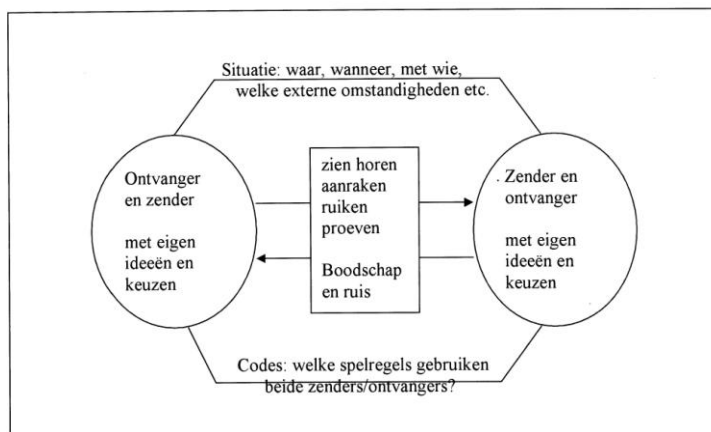 Situatie: waar, wanneer, met wie,
welke externe omstandigheden etc.
Ontvanger
en zender
met eigen
ideeën en
keuzen
zien horen
aanraken
ruiken
proeven
Boodschap
en ruis
Zender en
ontvanger
met eigen
ideeën en
keuzen
Codes: welke spelregels gebruiken
beide zenders/ontvangers?